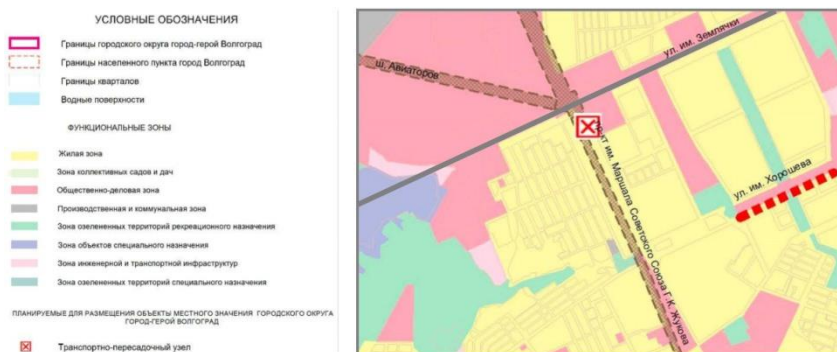 УСЛОВНЫЕ ОБОЗНАЧЕНИЯ
Границы городского округа город-герой Волгоград
Границы населенного пункта город Волгоград
Границы кварталов
Водные поверхности
ФУНКЦИОНАЛЬНЫЕ ЗОНЫ
Жилая зона
Зона коллективных садов и дач
Общественно-деловая зона
Производственная и коммунальная зона
Зона озелененных территорий рекреационного назначения
Зона объектов специального назначения
Зона инженерной и транспортной инфраструктур
Зона озелененных территорий специального назначения
ПЛАНИРУЕМЫЕ ДЛЯ РАЗМЕЩЕНИЯ ОБЪЕКТЫ МЕСТНОГО ЗНАЧЕНИЯ ГОРОДСКОГО ОКРУГА
ГОРОД-ГЕРОЙ ВОЛГОГРАД
Транспортно-пересадочный узел
ул. им. Землячки
ш. Авиаторов
им. Маршала Советского Союза Г.К. Жукова
ул. им. Хорошева